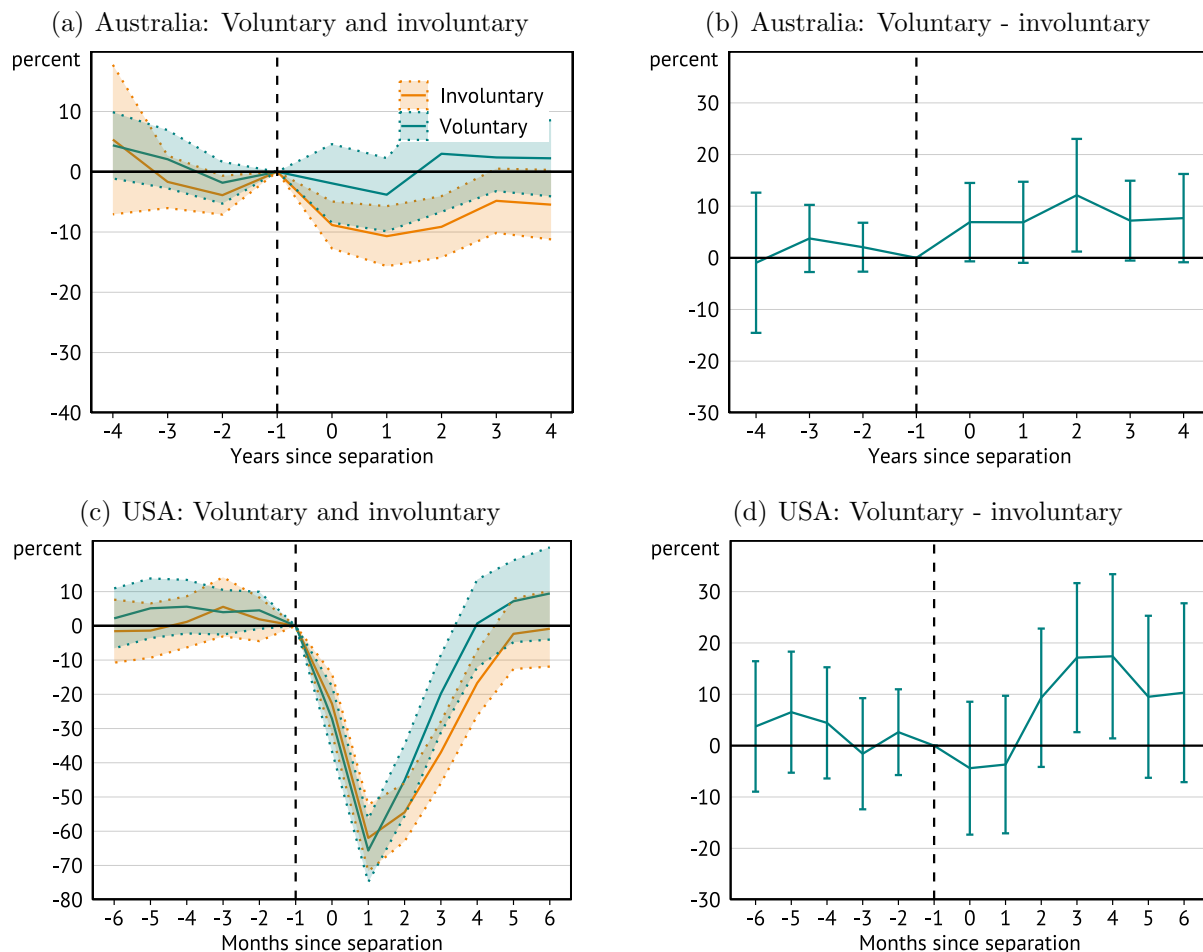 (a) Australia: Voluntary and involuntary
percent
Involuntary
Voluntary
10
0
-10
-20
-30
-40
-4 -3 -2 -1 0 1 2 3 4
Years since separation
(b) Australia: Voluntary - involuntary
percent
30
20
10
0
-10
-20
-30
-4 -3 -2 -1 0 1 2 3 4
Years since separation
(c) USA: Voluntary and involuntary
percent
10
0
-10
-20
-30
-40
-50
-60
-70
-80
-6 -5 -4 -3 -2 -1 0 1 2 3 4 5 6
Months since separation
(d) USA: Voluntary - involuntary
percent
30
20
10
0
-10
-20
-30
-6 -5 -4 -3 -2 -1 0 1 2 3 4 5 6
Months since separation